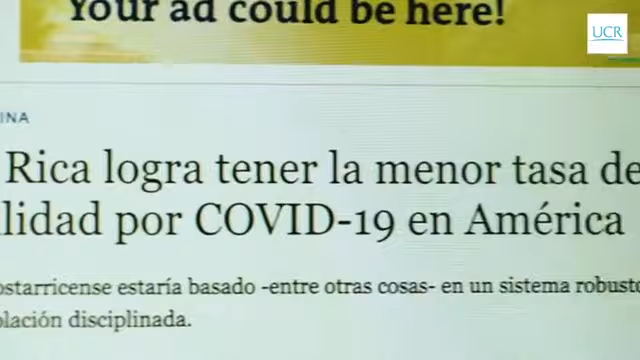 Your ad could be here!
UCR
INA
Rica logra tener la menor tasa de
lidad por COVID-19 en América
ostarricense estaría basado -entre otras cosas- en un sistema robusto
olación disciplinada.